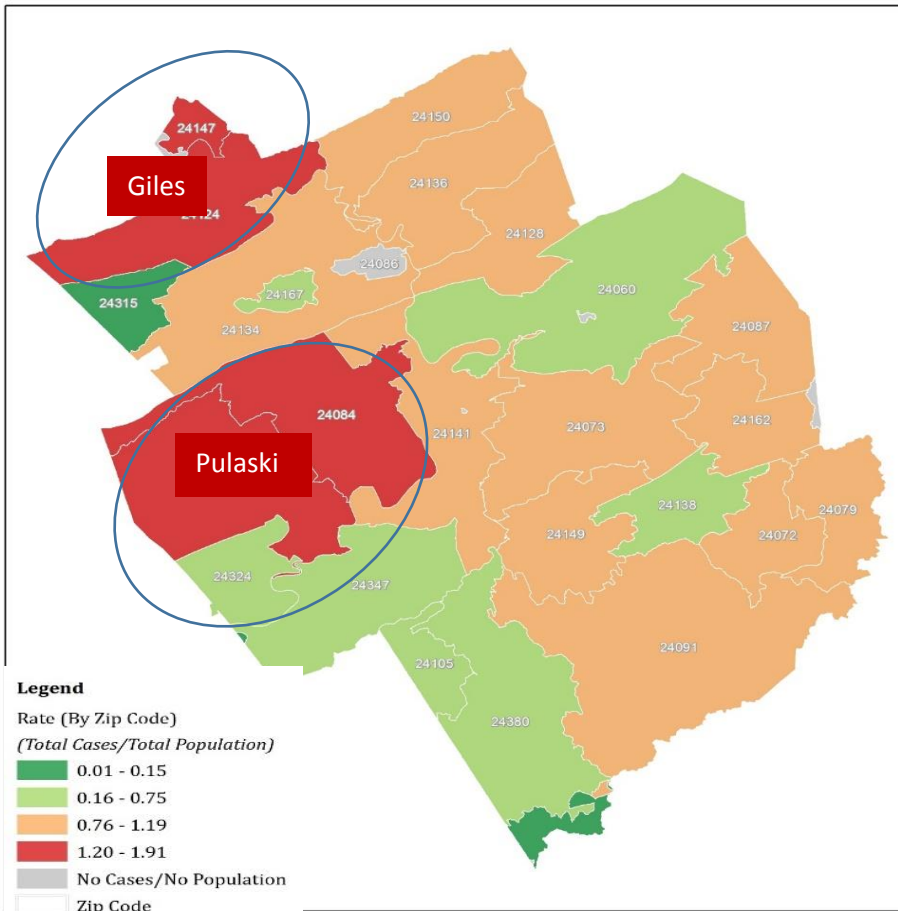 24150
24147
24136
Giles
24124
24128
24086
24060
24315
24167
24134
24087
24084
24141
24073
24162
Pulaski
24138
24079
24149
24072
24324
24347
24091
24105
24380
Legend
Rate (By Zip Code)
(Total Cases/Total Population)
0.01 - 0.15
0.16 - 0.75
0.76 - 1.19
1.20 - 1.91
No Cases/No Population
Zip Code